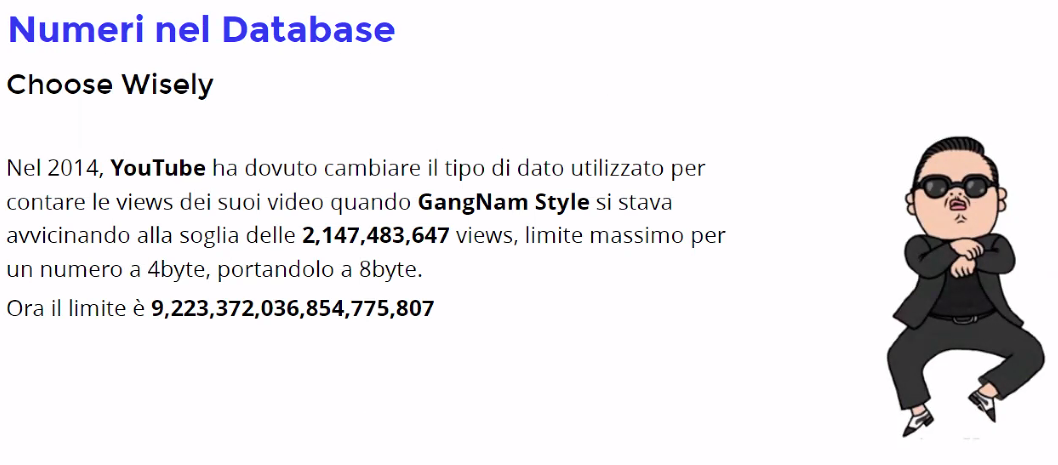 Numeri nel Database
Choose Wisely
Nel 2014, YouTube ha dovuto cambiare il tipo di dato utilizzato per
contare le views dei suoi video quando GangNam Style si stava
avvicinando alla soglia delle 2,147,483,647 views, limite massimo per
un numero a 4byte, portandolo a 8byte.
Ora il limite è 9,223,372,036,854,775,807